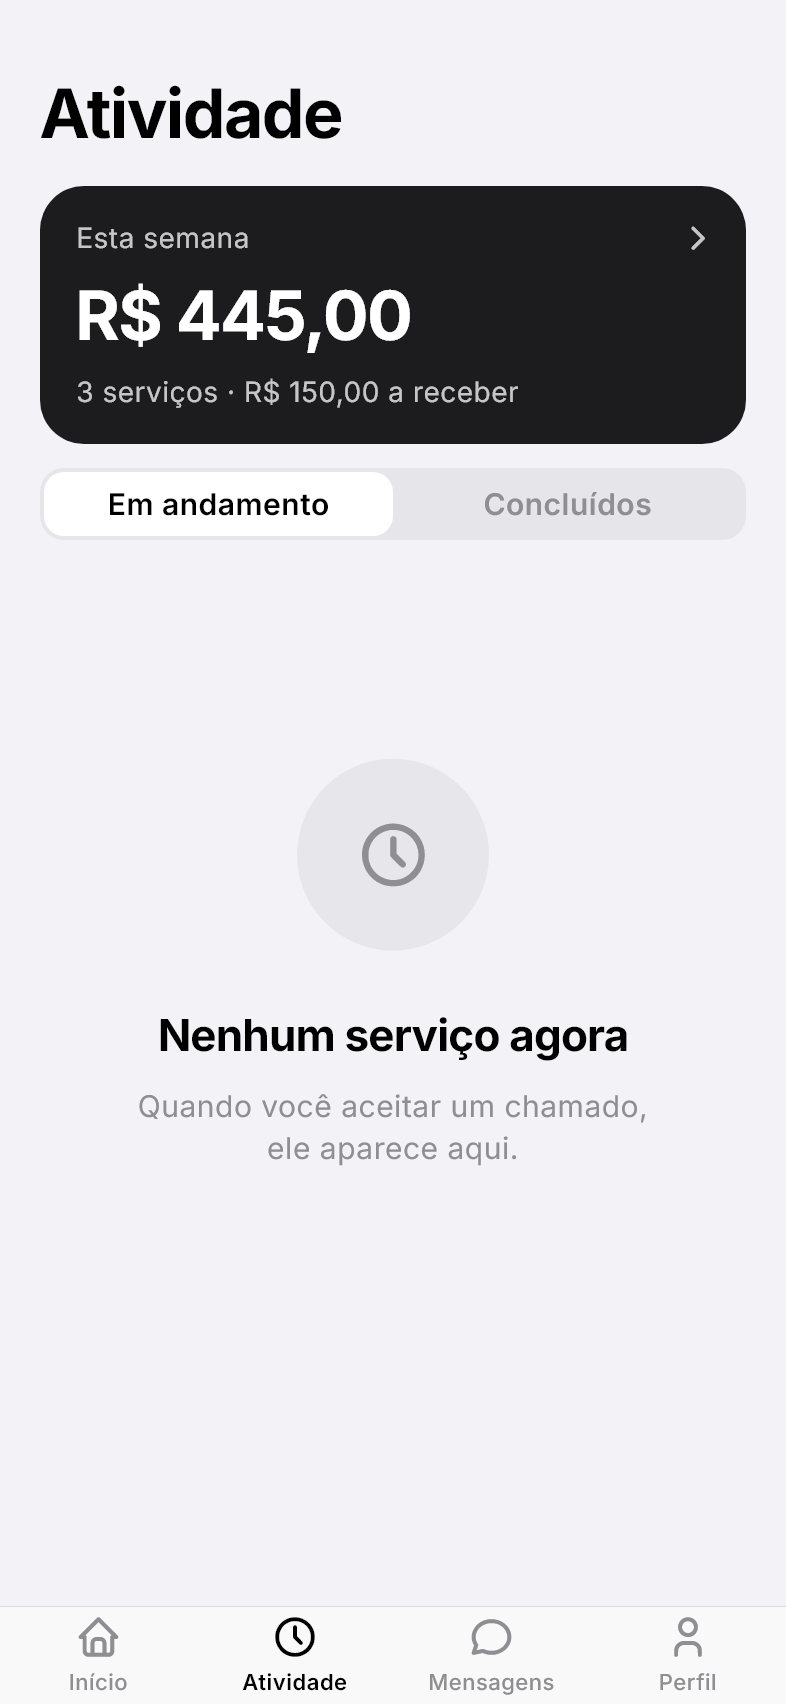 Atividade
Esta semana
R$ 445,00
3 serviços · R$ 150,00 a receber
Em andamento
Concluídos
Nenhum serviço agora
Quando você aceitar um chamado,
ele aparece aqui.
Início
Atividade
Mensagens
Perfil